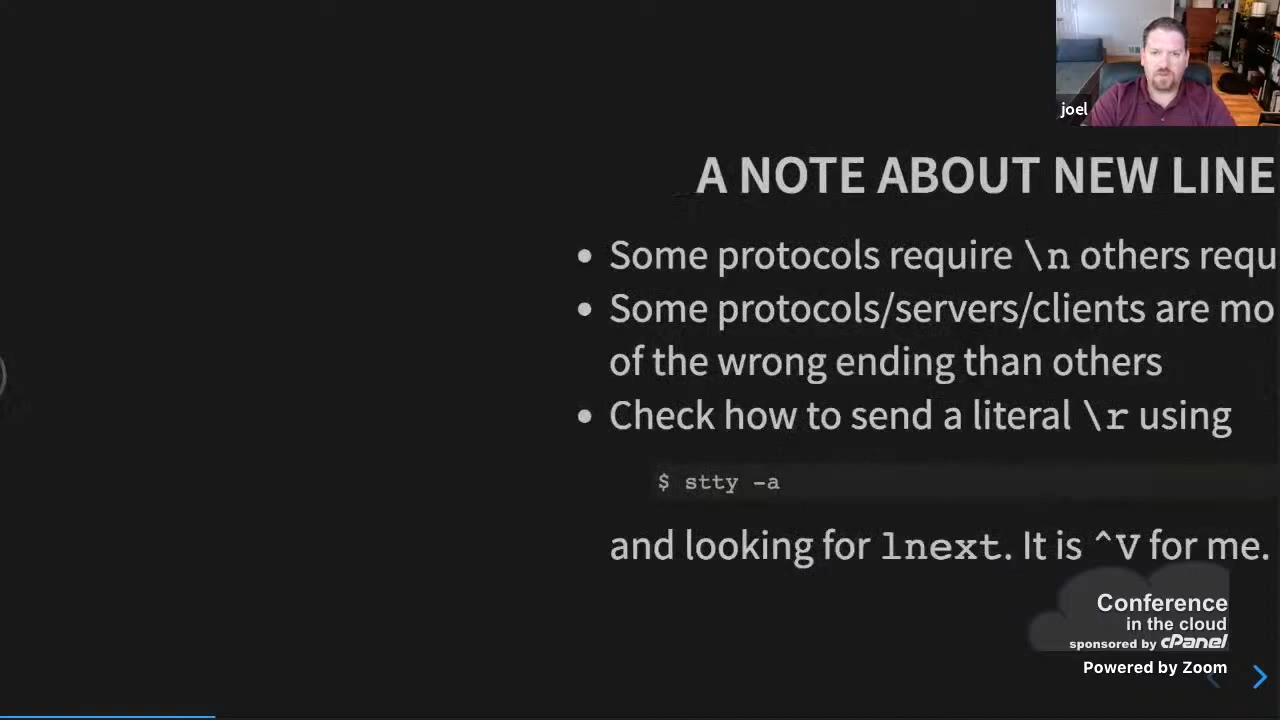 joel
A NOTE ABOUT NEW LINE
• Some protocols require \n others requ
• Some protocols/servers/clients are mo
of the wrong ending than others
• Check how to send a literal \r using
$ stty -a
and looking for lnext. It is ^V for me.
Conference
in the cloud
sponsored by cPanel
Powered by Zoom